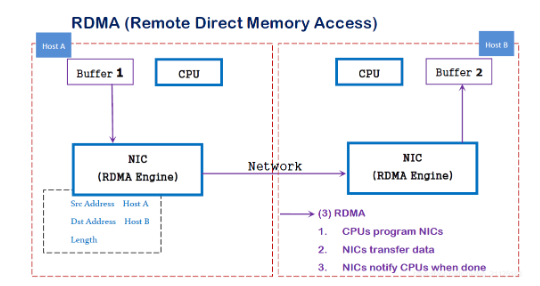 RDMA (Remote Direct Memory Access)
Host A
Host B
Buffer 1
CPU
CPU
Buffer 2
NIC
(RDMA Engine)
Network
NIC
(RDMA Engine)
Src Address Host A
Dst Address Host B
Length
(3) RDMA
1. CPUs program NICs
2. NICs transfer data
3. NICs notify CPUs when done